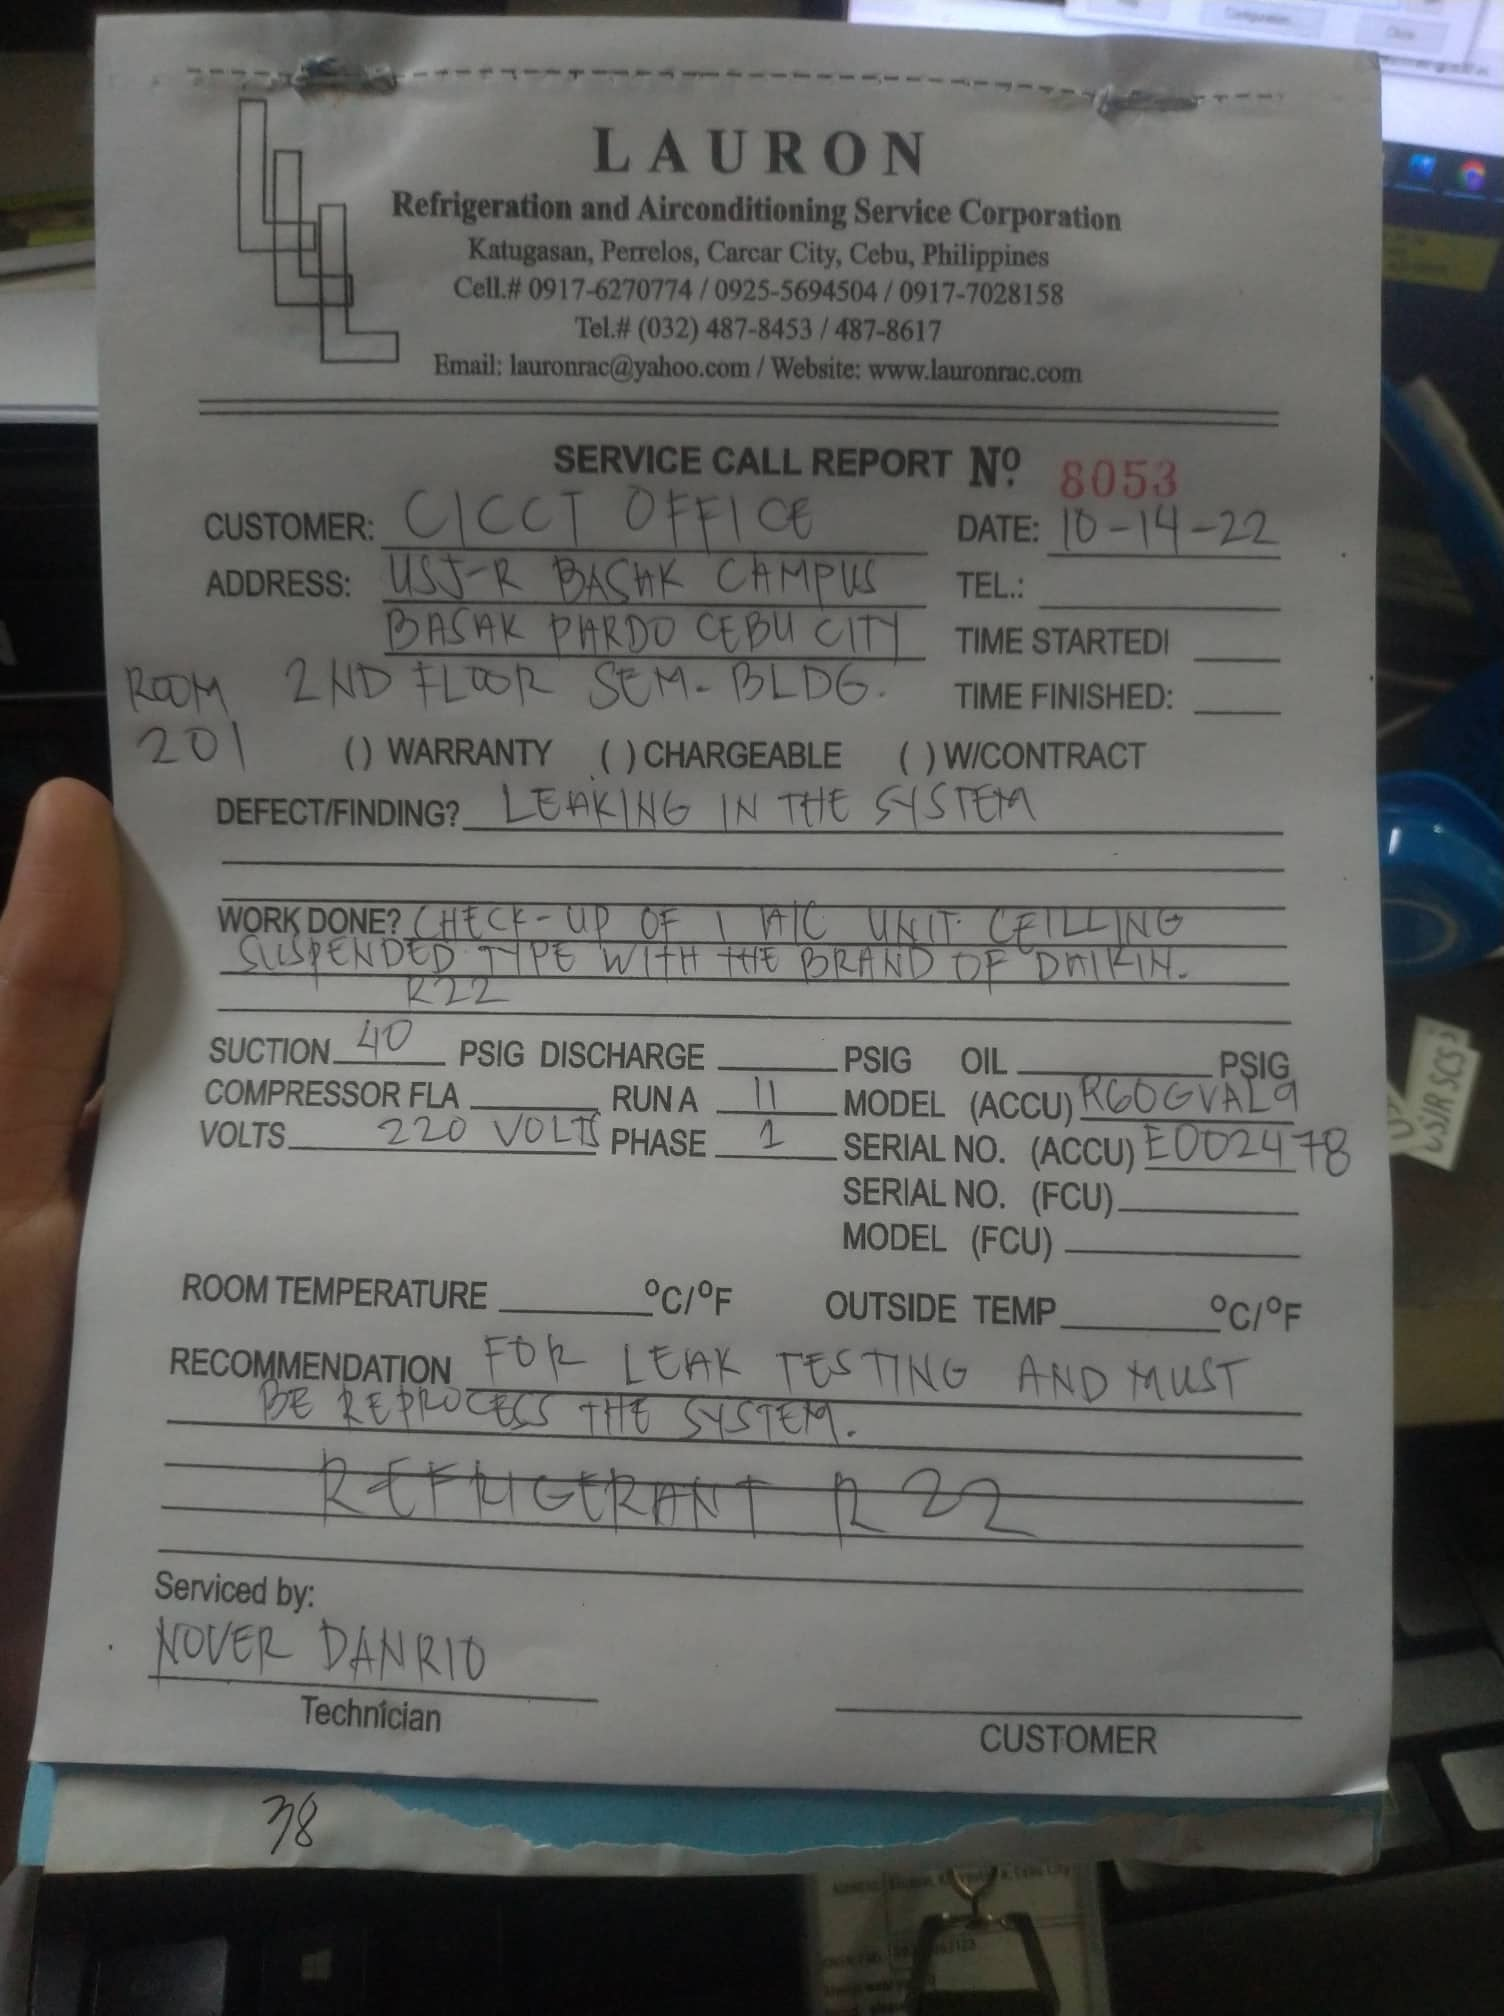 LAURON
Refrigeration and Airconditioning Service Corporation
Katugasan, Perrelos, Carcar City, Cebu, Philippines
Cell.# 0917-6270774 / 0925-5694504 / 0917-7028158
Tel.# (032) 487-8453 / 487-8617
Email: lauronrac@yahoo.com / Website: www.lauronrac.com
SERVICE CALL REPORT Nº. 8053
CUSTOMER: CICCT OFFICE DATE: 10-14-22
ADDRESS: USJ-R BASAK CAMPUS TEL.:
BASAK PARDO CEBU CITY TIME STARTED
ROOM 201 2ND FLOOR SEM. BLDG. TIME FINISHED:
( ) WARRANTY ( ) CHARGEABLE ( ) W/CONTRACT
DEFECT/FINDING? LEAKING IN THE SYSTEM
WORK DONE? CHECK-UP OF 1 A/C UNIT. CEILLING
SUSPENDED TYPE WITH THE BRAND OF DAIKIN.
R22
SUCTION 40 PSIG DISCHARGE PSIG OIL PSIG
COMPRESSOR FLA RUN A 11 MODEL (ACCU) R60GVAL9
VOLTS 220 VOLTS PHASE 1 SERIAL NO. (ACCU) E002478
SERIAL NO. (FCU)
MODEL (FCU)
ROOM TEMPERATURE ºC/ºF OUTSIDE TEMP ºC/ºF
RECOMMENDATION FOR LEAK TESTING AND MUST
BE REPROCESS THE SYSTEM.
REFRIGERANT R22
Serviced by:
NOVER DANRIO
Technician
CUSTOMER
38